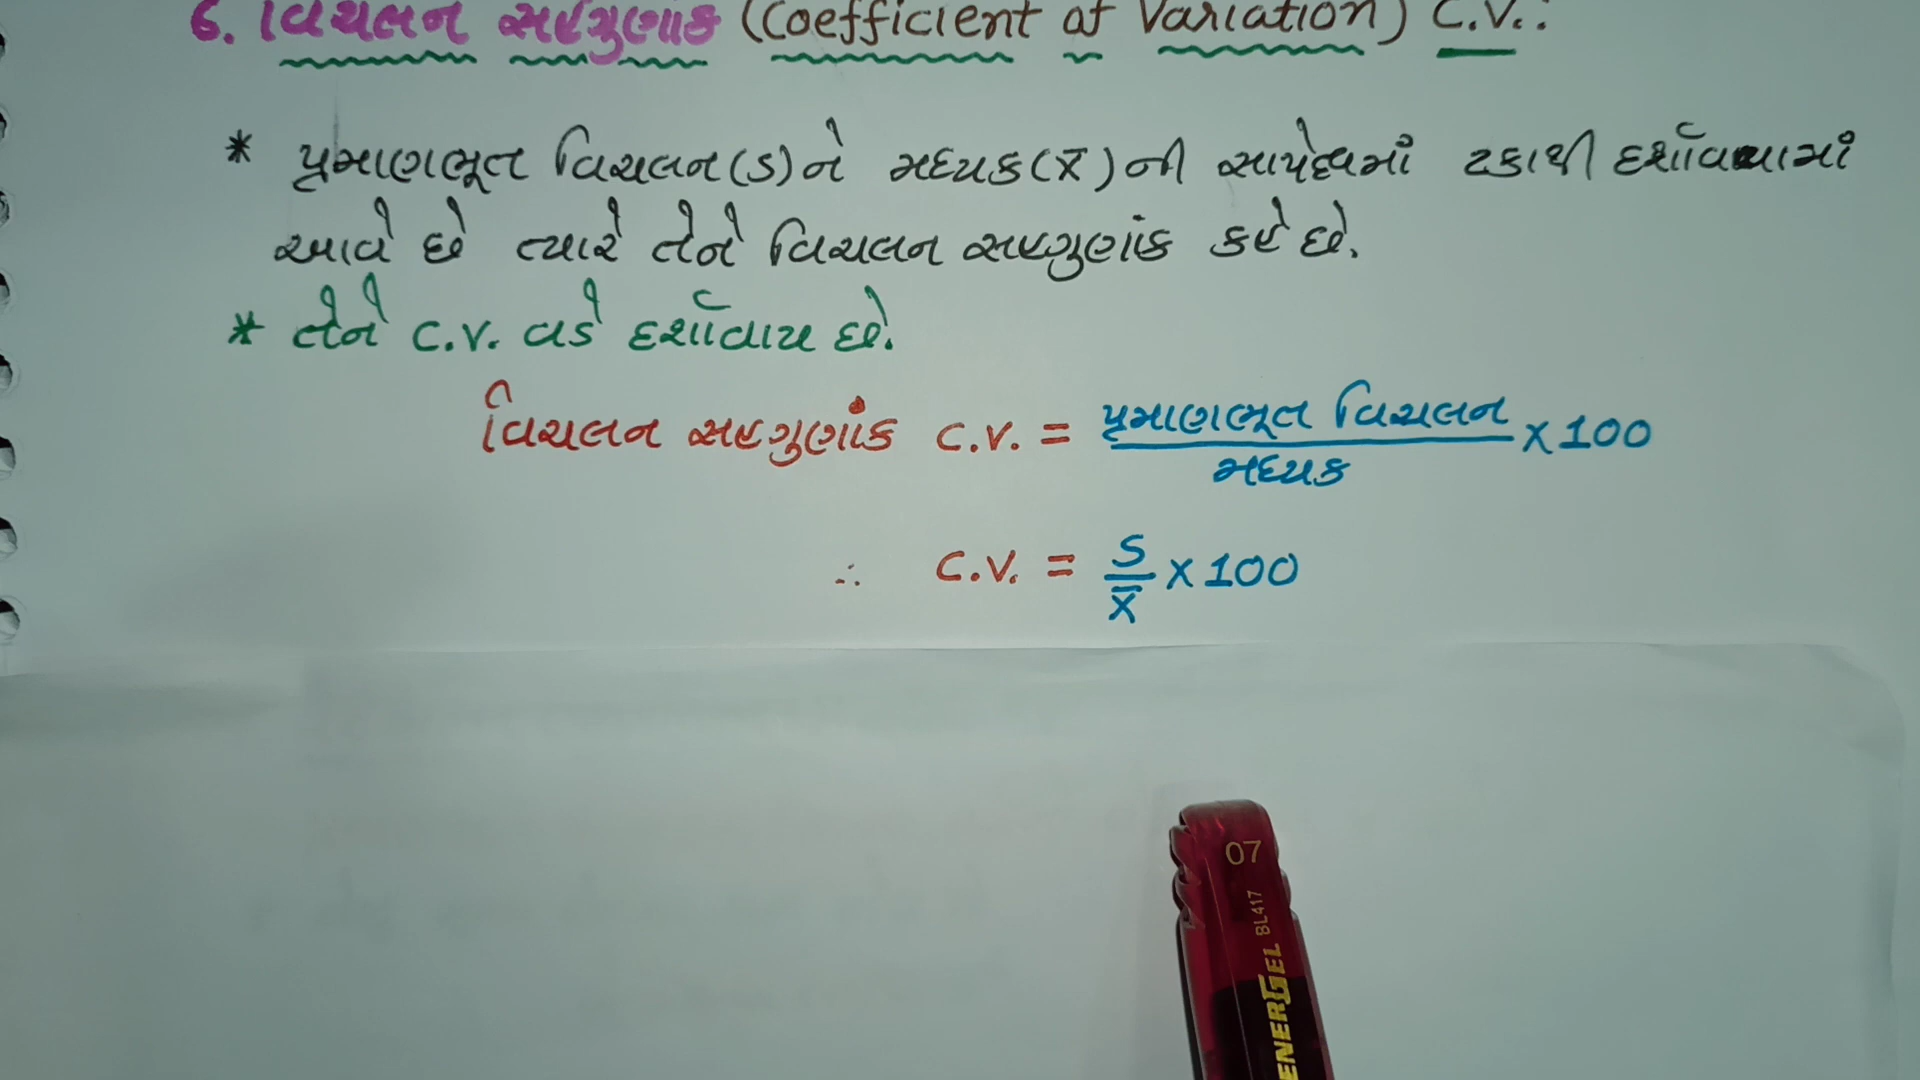 6. વિચલન સહગુણાંક (Coefficient of Variation) C.V. :
* પ્રમાણભૂત વિચલન (S) ને મધ્યક (x̄) ની સાપેક્ષમાં ટકાથી દર્શાવવામાં
આવે છે ત્યારે તેને વિચલન સહગુણાંક કહે છે.
* તેને C.V. વડે દર્શાવાય છે.
વિચલન સહગુણાંક C.V. = પ્રમાણભૂત વિચલન / મધ્યક × 100
∴ C.V. = S / x̄ × 100
07
BL417
ENERGEL